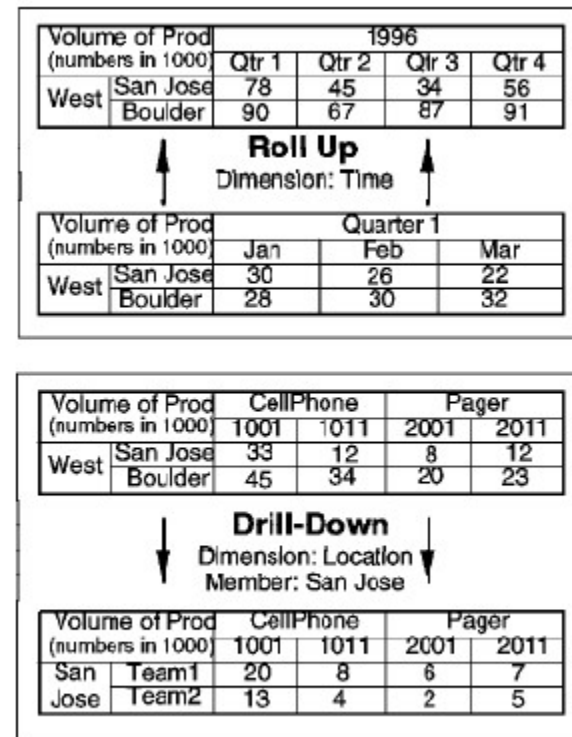 Volume of Prod 1996
(numbers in 1000) Qtr 1 Qtr 2 Qtr 3 Qtr 4
West San Jose 78 45 34 56
Boulder 90 67 87 91
Roll Up
Dimension: Time
Volume of Prod Quarter 1
(numbers in 1000) Jan Feb Mar
West San Jose 30 26 22
Boulder 28 30 32
Volume of Prod CellPhone Pager
(numbers in 1000) 1001 1011 2001 2011
West San Jose 33 12 8 12
Boulder 45 34 20 23
Drill-Down
Dimension: Location
Member: San Jose
Volume of Prod CellPhone Pager
(numbers in 1000) 1001 1011 2001 2011
San Team1 20 8 6 7
Jose Team2 13 4 2 5